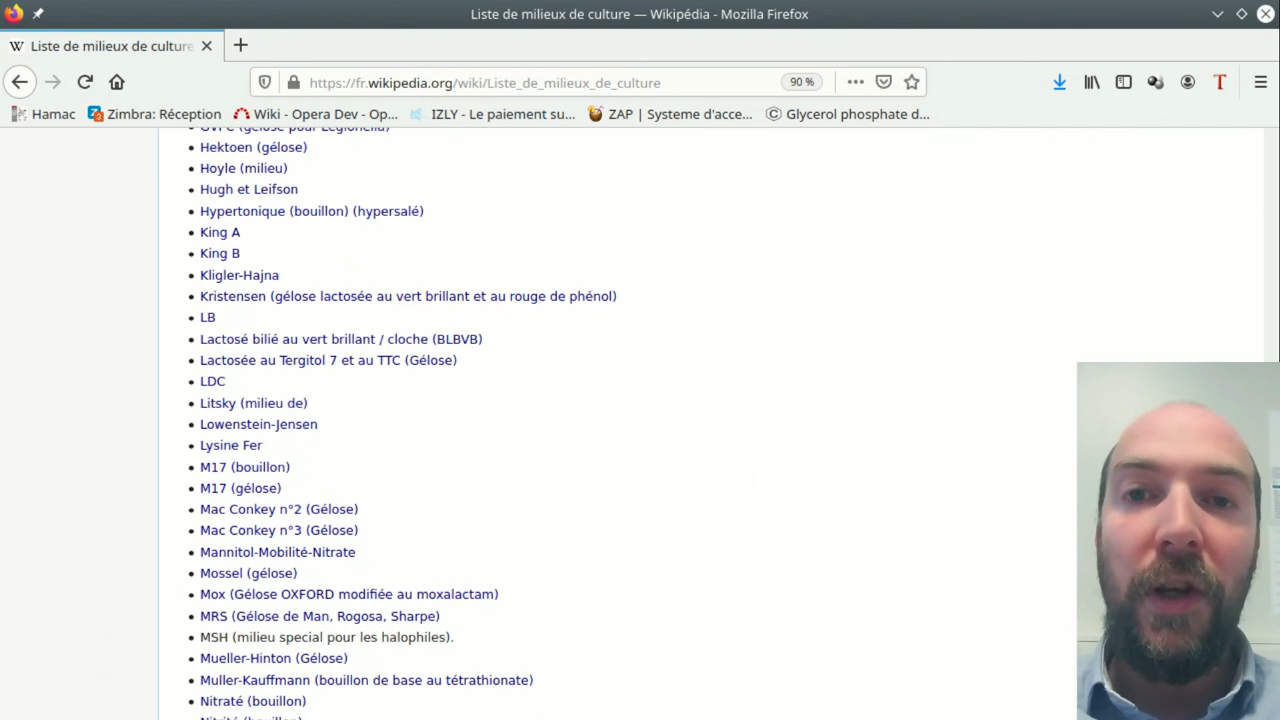 Liste de milieux de culture — Wikipédia - Mozilla Firefox
W Liste de milieux de culture
https://fr.wikipedia.org/wiki/Liste_de_milieux_de_culture
90 %
Hamac
Zimbra: Réception
Wiki - Opera Dev - Op...
IZLY - Le paiement su...
ZAP | Systeme d'acce...
Glycerol phosphate d...
GVPC (gélose pour Legionella)
Hektoen (gélose)
Hoyle (milieu)
Hugh et Leifson
Hypertonique (bouillon) (hypersalé)
King A
King B
Kligler-Hajna
Kristensen (gélose lactosée au vert brillant et au rouge de phénol)
LB
Lactosé bilié au vert brillant / cloche (BLBVB)
Lactosée au Tergitol 7 et au TTC (Gélose)
LDC
Litsky (milieu de)
Lowenstein-Jensen
Lysine Fer
M17 (bouillon)
M17 (gélose)
Mac Conkey n°2 (Gélose)
Mac Conkey n°3 (Gélose)
Mannitol-Mobilité-Nitrate
Mossel (gélose)
Mox (Gélose OXFORD modifiée au moxalactam)
MRS (Gélose de Man, Rogosa, Sharpe)
MSH (milieu special pour les halophiles).
Mueller-Hinton (Gélose)
Muller-Kauffmann (bouillon de base au tétrathionate)
Nitraté (bouillon)
Nitrité (bouillon)